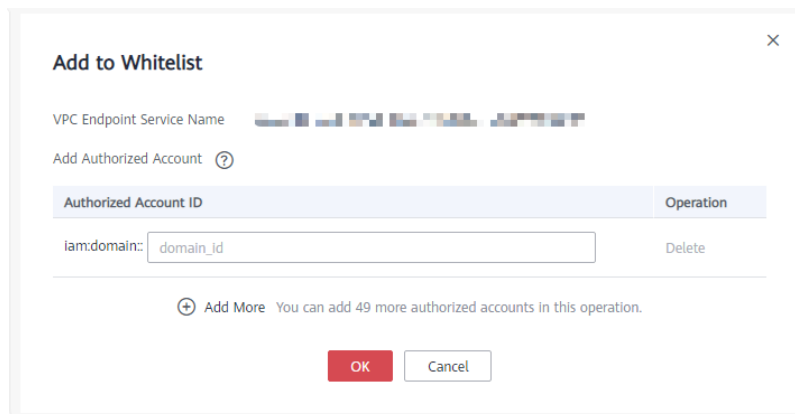 Add to Whitelist
VPC Endpoint Service Name
Add Authorized Account ?
Authorized Account ID Operation
iam:domain:: domain_id Delete
Add More You can add 49 more authorized accounts in this operation.
OK Cancel